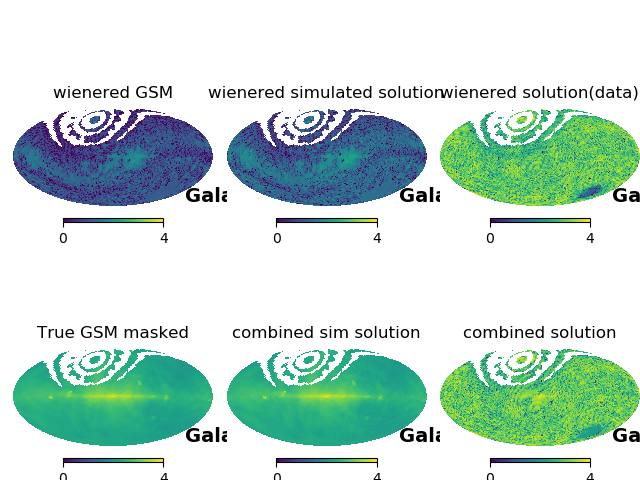 wienered GSM
wienered simulated solution
wienered solution(data)
Gala
Gala
Ga
0 4
0 4
0 4
True GSM masked
combined sim solution
combined solution
Gala
Gala
Ga
0 4
0 4
0 4